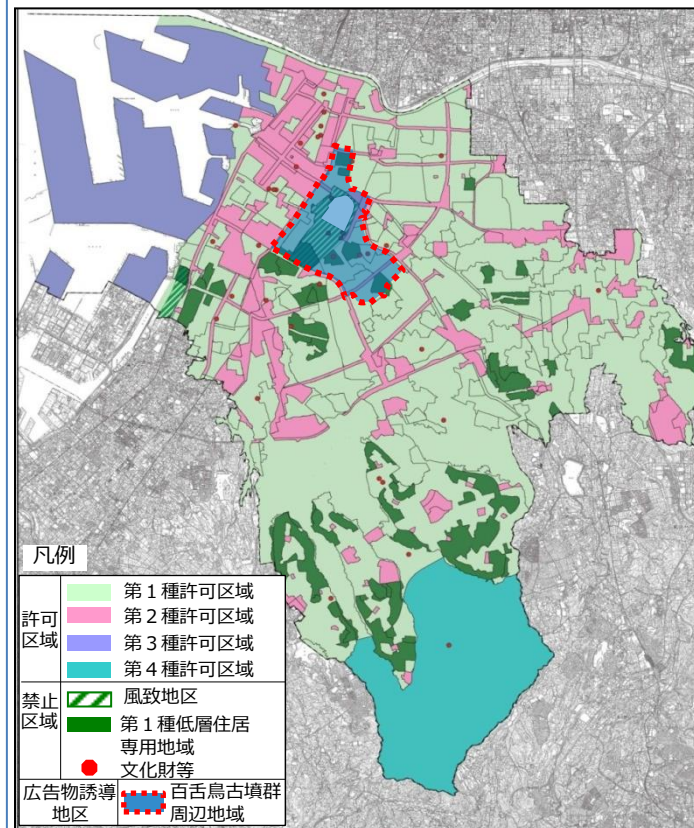 凡例
許可
区域
第１種許可区域
第２種許可区域
第３種許可区域
第４種許可区域
禁止
区域
風致地区
第１種低層住居
専用地域
文化財等
広告物誘導
地区
百舌鳥古墳群
周辺地域